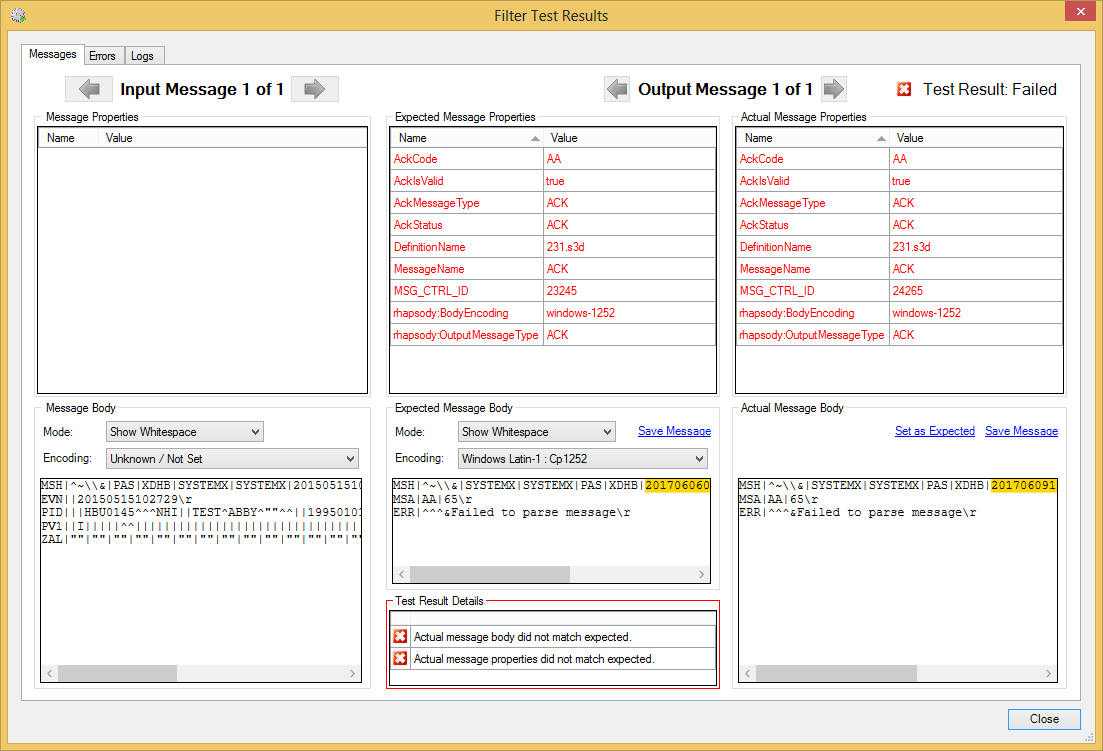 Filter Test Results
Messages Errors Logs
Input Message 1 of 1
Output Message 1 of 1
Test Result: Failed
Message Properties
Name Value
Expected Message Properties
Name Value
AckCode AA
AckIsValid true
AckMessageType ACK
AckStatus ACK
DefinitionName 231.s3d
MessageName ACK
MSG_CTRL_ID 23245
rhapsody:BodyEncoding windows-1252
rhapsody:OutputMessageType ACK
Actual Message Properties
Name Value
AckCode AA
AckIsValid true
AckMessageType ACK
AckStatus ACK
DefinitionName 231.s3d
MessageName ACK
MSG_CTRL_ID 24265
rhapsody:BodyEncoding windows-1252
rhapsody:OutputMessageType ACK
Message Body
Mode: Show Whitespace
Encoding: Unknown / Not Set
MSH|^~\\&|PAS|XDHB|SYSTEMX|SYSTEMX|2015051510
EVN||20150515102729\r
PID|||HBU0145^^^NHI||TEST^ABBY^""^^||19950101
PV1||I|||||^^|||||||||||||||||||||||||||||||
ZAL|""|""|""|""|""|""|""|""|""|""|""|""|""|""
Expected Message Body
Mode: Show Whitespace Save Message
Encoding: Windows Latin-1 : Cp1252
MSH|^~\\&|SYSTEMX|SYSTEMX|PAS|XDHB|201706060
MSA|AA|65\r
ERR|^^^&Failed to parse message\r
Test Result Details
Actual message body did not match expected.
Actual message properties did not match expected.
Actual Message Body
Set as Expected Save Message
MSH|^~\\&|SYSTEMX|SYSTEMX|PAS|XDHB|201706091
MSA|AA|65\r
ERR|^^^&Failed to parse message\r
Close